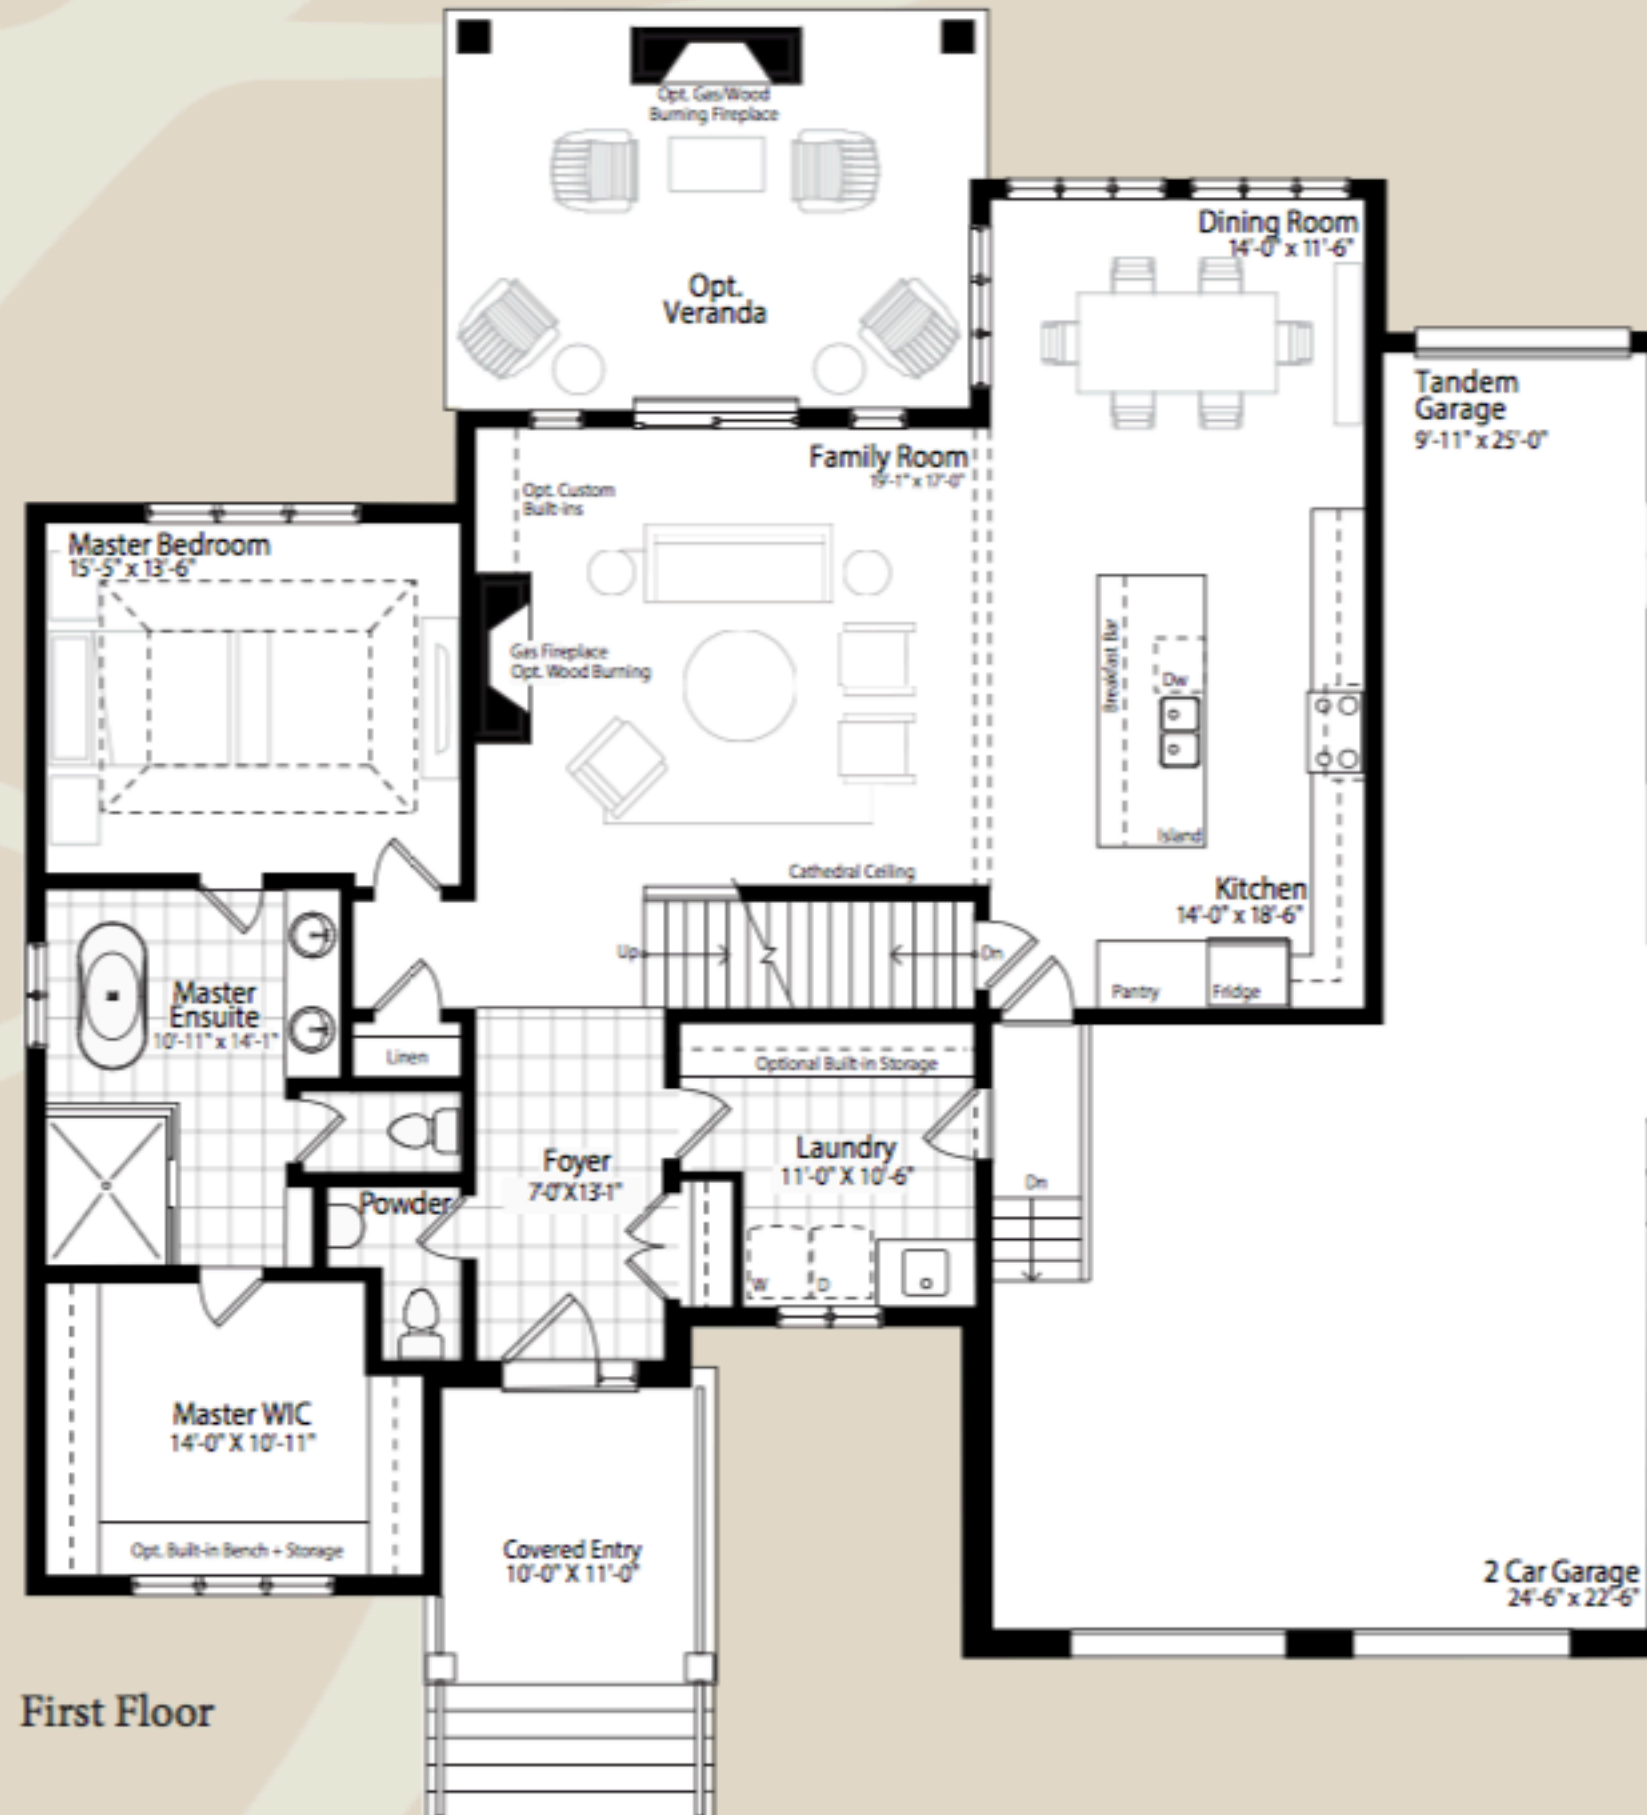 Opt. Gas/Wood
Burning Fireplace
Opt.
Veranda
Dining Room
14'-0" x 11'-6"
Tandem
Garage
9'-11" x 25'-0"
Family Room
19'-1" x 17'-0"
Opt. Custom
Built-ins
Master Bedroom
15'-5" x 13'-6"
Gas Fireplace
Opt. Wood Burning
Breakfast Bar
Dw
Island
Cathedral Ceiling
Kitchen
14'-0" x 18'-6"
Up
Dn
Pantry
Fridge
Master
Ensuite
10'-11" x 14'-1"
Linen
Optional Built-in Storage
Foyer
7'-0" X 13'-1"
Laundry
11'-0" X 10'-6"
Dn
Powder
W
D
Master WIC
14'-0" X 10'-11"
Opt. Built-in Bench + Storage
Covered Entry
10'-0" X 11'-0"
2 Car Garage
24'-6" x 22'-6"
First Floor